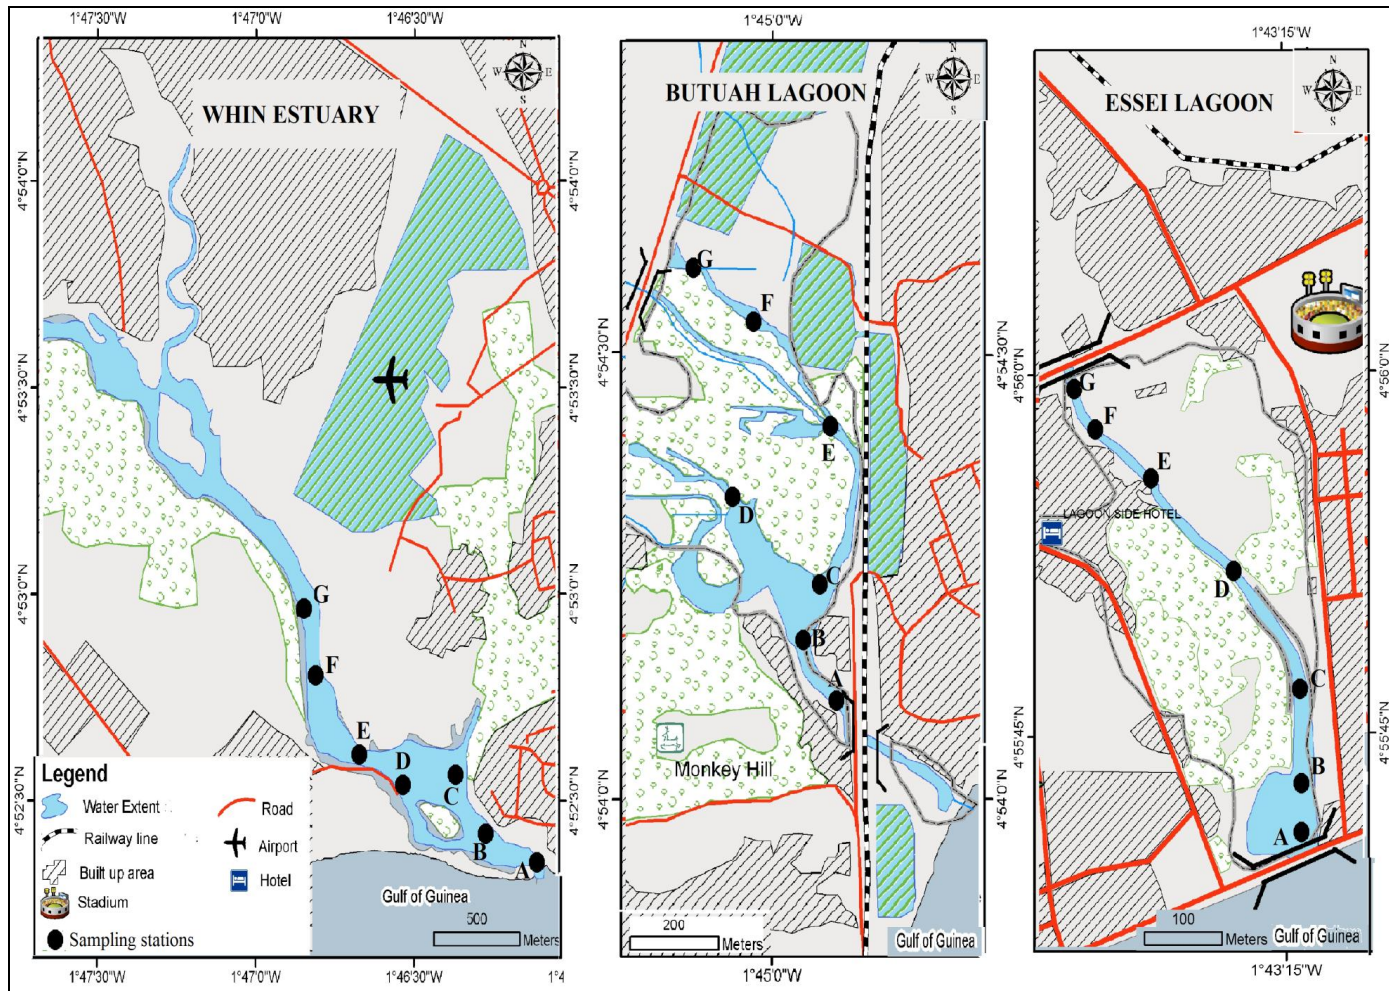 1°47'30"W
1°47'0"W
1°46'30"W
1°45'0"W
1°43'15"W
N
W E
S
N
W E
S
N
W E
S
WHIN ESTUARY
BUTUAH LAGOON
ESSEI LAGOON
4°54'0"N
4°53'30"N
4°53'0"N
4°52'30"N
4°54'0"N
4°53'30"N
4°53'0"N
4°52'30"N
G
F
E
D
C
B
A
Legend
Water Extent
Railway line
Built up area
Stadium
Sampling stations
Road
Airport
Hotel
Gulf of Guinea
500
Meters
1°47'30"W
1°47'0"W
1°46'30"W
1°4
4°54'30"N
4°54'0"N
4°54'30"N
4°54'0"N
G
F
E
D
C
B
A
Monkey Hill
200
Meters
Gulf of Guinea
1°45'0"W
4°56'0"N
4°55'45"N
4°56'0"N
4°55'45"N
G
F
E
LAGOON SIDE HOTEL
D
C
B
A
100
Meters
Gulf of Guinea
1°43'15"W